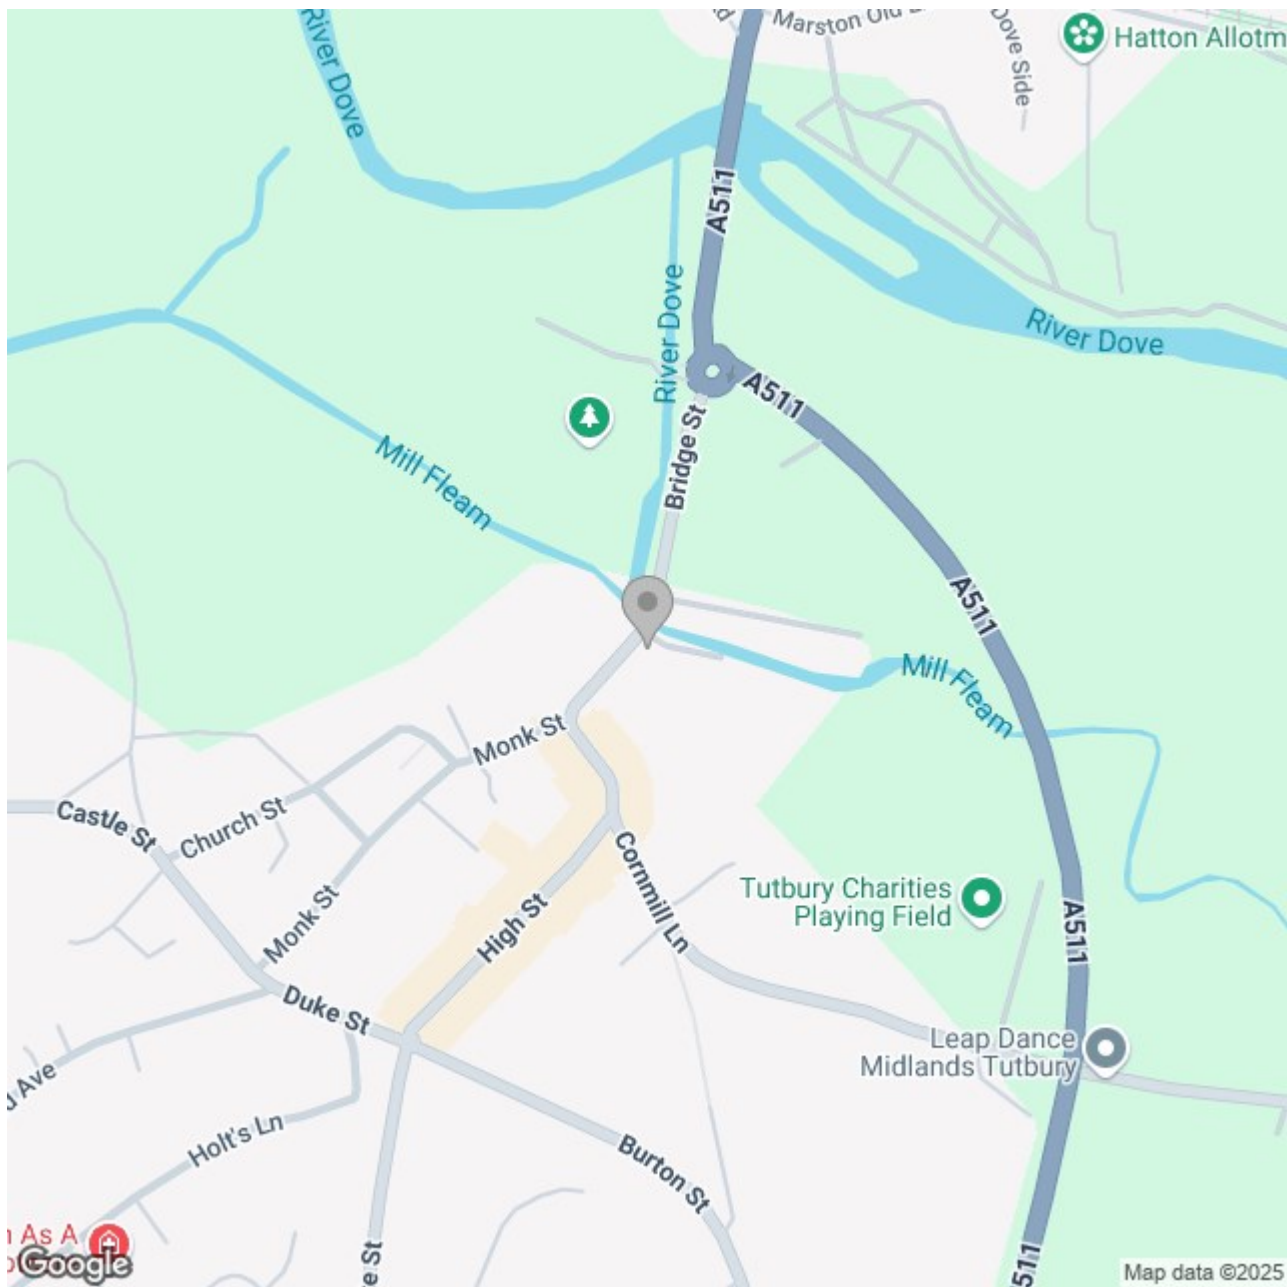 Marston Old
Dove Side
Hatton Allotm
River Dove
A511
River Dove
River Dove
A511
Bridge St
Mill Fleam
A511
Mill Fleam
Monk St
Castle St
Church St
Cornmill Ln
Tutbury Charities
Playing Field
High St
Monk St
A511
Duke St
Leap Dance
Midlands Tutbury
Ave
Holt's Ln
Burton St
As A
e St
A511
Google
Map data ©2025